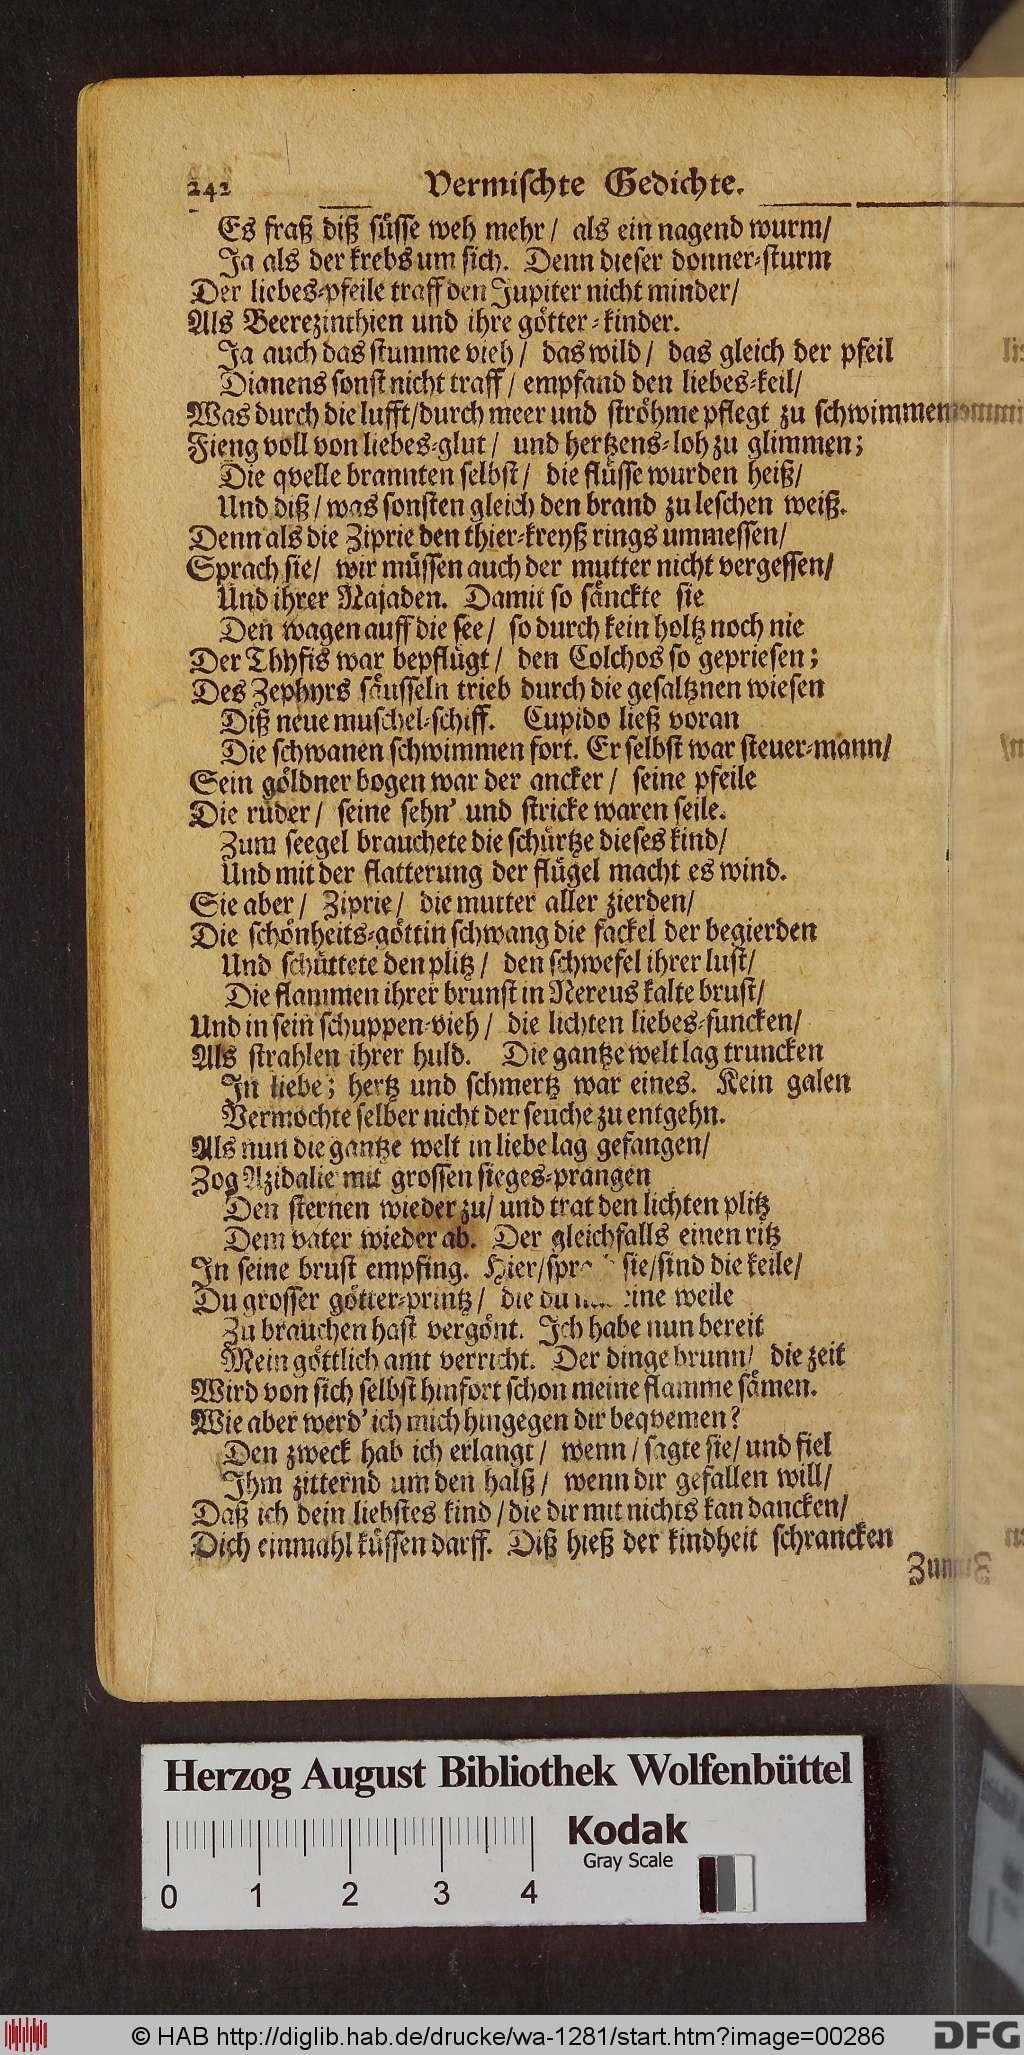 242 Vermischte Gedichte.
Es fraß diß süsse weh mehr/ als ein nagend wurm/
Ja als der krebs um sich. Denn dieser donner-sturm
Der liebes-pfeile traff den Jupiter nicht minder/
Als Beerezinthien und ihre götter-kinder.
Ja auch das stumme vieh/ das wild/ das gleich der pfeil
Dianens sonst nicht traff/ empfand den liebes-keil/
Was durch die lufft/ durch meer und ströhme pflegt zu schwimmen
Fieng voll von liebes-glut/ und hertzens-loh zu glimmen;
Die qvelle brannten selbst/ die flüsse wurden heiß/
Und diß/ was sonsten gleich den brand zu leschen weiß.
Denn als die Ziprie den thier-kreyß rings ummessen/
Sprach sie/ wir müssen auch der mutter nicht vergessen/
Und ihrer Najaden. Damit so sänckte sie
Den wagen auff die see/ so durch kein holtz noch nie
Der Thyfis war bepflügt/ den Colchos so gepriesen;
Des Zephyrs säusseln trieb durch die gesaltznen wiesen
Diß neue muschel-schiff. Cupido ließ voran
Die schwanen schwimmen fort. Er selbst war steuer-mann/
Sein göldner bogen war der ancker/ seine pfeile
Die rüder/ seine sehn' und stricke waren seile.
Zum seegel brauchete die schürtze dieses kind/
Und mit der flatterung der flügel macht es wind.
Sie aber/ Ziprie/ die mutter aller zierden/
Die schönheits-göttin schwang die fackel der begierden
Und schüttete den plitz/ den schwefel ihrer lust/
Die flammen ihrer brunst in Nereus kalte brust/
Und in sein schuppen-vieh/ die lichten liebes-funcken/
Als strahlen ihrer huld. Die gantze welt lag truncken
In liebe; hertz und schmertz war eines. Kein galen
Vermochte selber nicht der seuche zu entgehn.
Als nun die gantze welt in liebe lag gefangen/
Zog Azidalie mit grossen sieges-prangen
Den sternen wieder zu/ und trat den lichten plitz
Dem vater wieder ab. Der gleichfalls einen ritz
In seine brust empfing. Hier/ sprach sie/ sind die keile/
Du grosser götter-printz/ die du eine weile
Zu brauchen hast vergönt. Ich habe nun bereit
Mein göttlich amt verricht. Der dinge brunn/ die zeit
Wird von sich selbst hinfort schon meine flamme sämen.
Wie aber werd' ich mich hingegen dir beqvemen?
Den zweck hab ich erlangt/ wenn/ sagte sie/ und fiel
Ihm zitternd um den halß/ wenn dir gefallen will/
Daß ich dein liebstes kind/ die dir mit nichts kan dancken/
Dich einmahl küssen darff. Diß hieß der kindheit schrancken
Zum
Herzog August Bibliothek Wolfenbüttel
Kodak
Gray Scale
0 1 2 3 4
© HAB http://diglib.hab.de/drucke/wa-1281/start.htm?image=00286
DFG